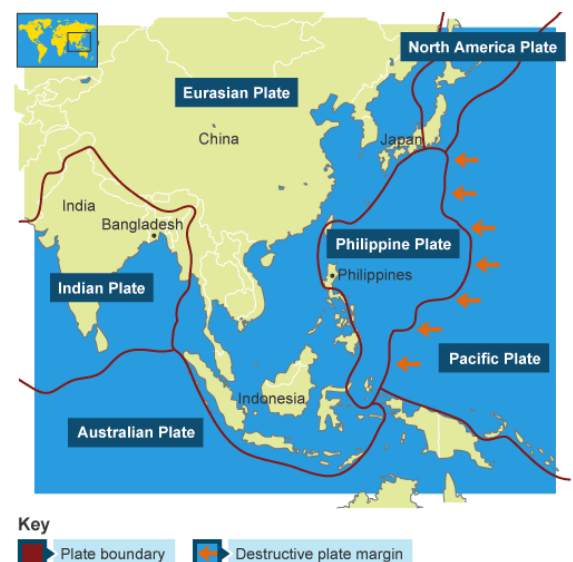 North America Plate
Eurasian Plate
China
Japan
India
Bangladesh
Philippine Plate
Philippines
Indian Plate
Pacific Plate
Indonesia
Australian Plate
Key
Plate boundary
Destructive plate margin